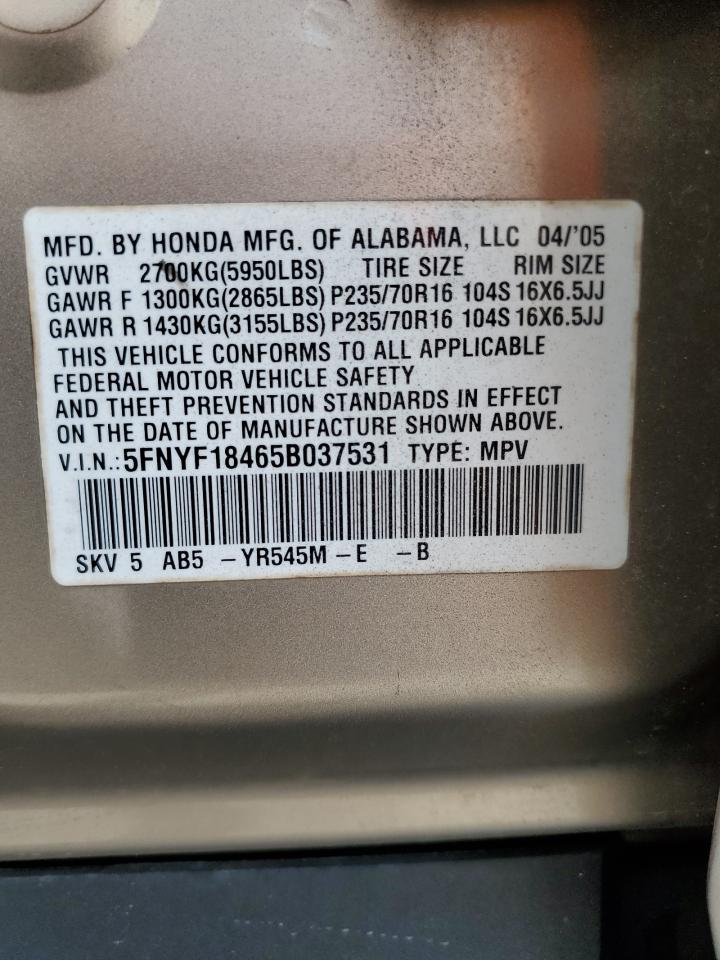 MFD. BY HONDA MFG. OF ALABAMA, LLC 04/'05
GVWR 2700KG(5950LBS) TIRE SIZE RIM SIZE
GAWR F 1300KG(2865LBS) P235/70R16 104S 16X6.5JJ
GAWR R 1430KG(3155LBS) P235/70R16 104S 16X6.5JJ
THIS VEHICLE CONFORMS TO ALL APPLICABLE
FEDERAL MOTOR VEHICLE SAFETY
AND THEFT PREVENTION STANDARDS IN EFFECT
ON THE DATE OF MANUFACTURE SHOWN ABOVE.
V.I.N.: 5FNYF18465B037531 TYPE: MPV
SKV 5 AB5 – YR545M – E – B